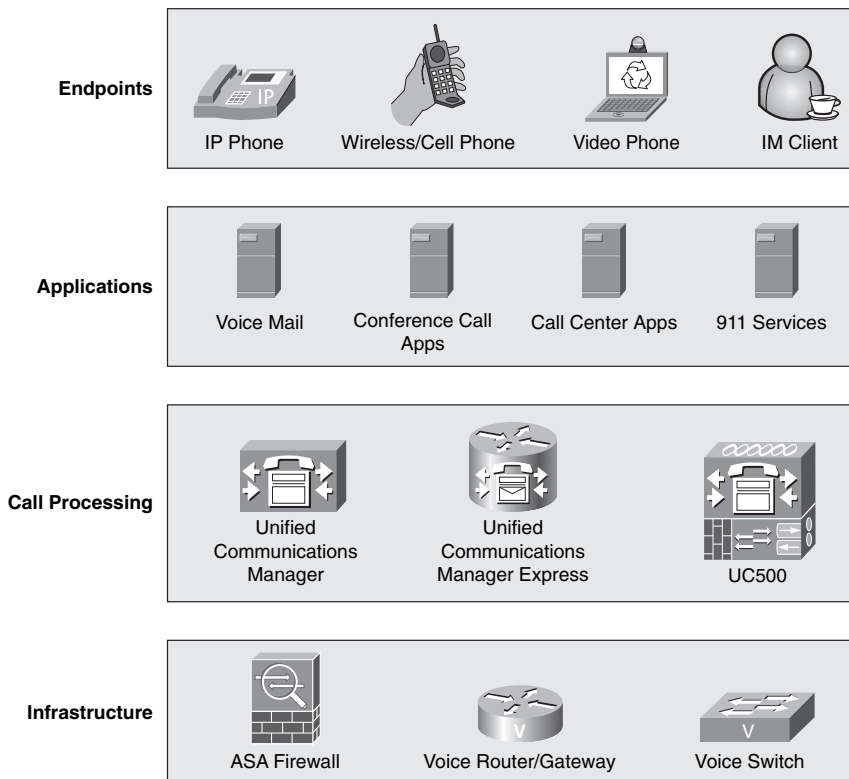 Endpoints
IP
IP Phone
Wireless/Cell Phone
Video Phone
IM Client
Applications
Voice Mail
Conference Call
Apps
Call Center Apps
911 Services
Call Processing
Unified
Communications
Manager
Unified
Communications
Manager Express
UC500
Infrastructure
ASA Firewall
V
Voice Router/Gateway
V
Voice Switch